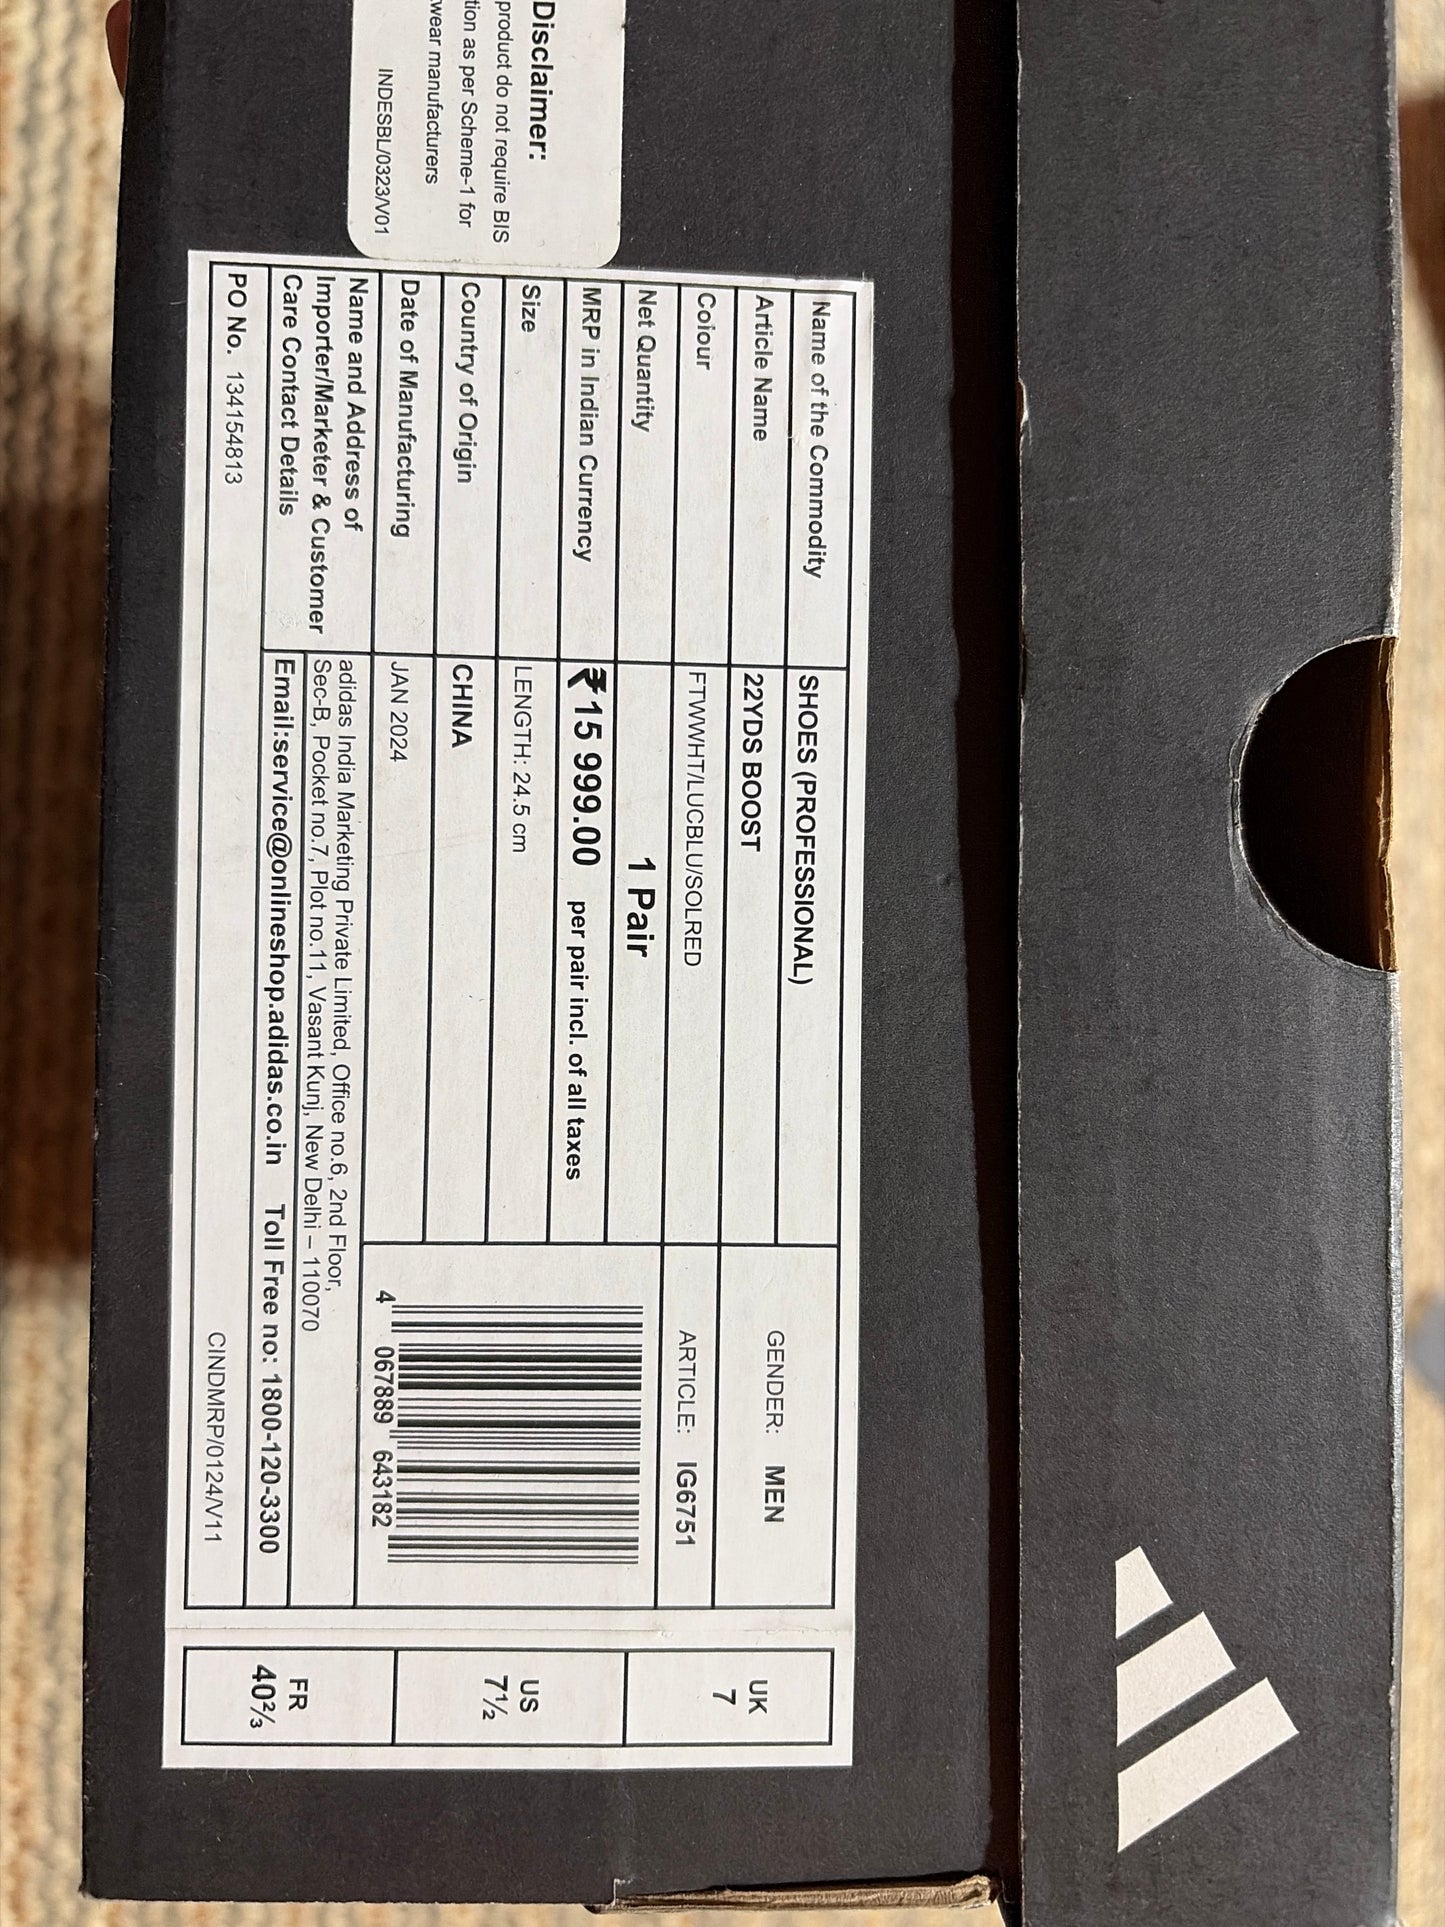 Disclaimer:
product do not require BIS
tion as per Scheme-1 for
wear manufacturers
INDESBL/0323/V01
Name of the Commodity SHOES (PROFESSIONAL)
Article Name 22YDS BOOST
GENDER: MEN
Colour FTWWHT/LUCBLU/SOLRED
ARTICLE: IG6751
Net Quantity 1 Pair
MRP in Indian Currency ₹15 999.00 per pair incl. of all taxes
Size LENGTH: 24.5 cm
Country of Origin CHINA
Date of Manufacturing JAN 2024
4 067889 643182
Name and Address of
Importer/Marketer & Customer
Care Contact Details
adidas India Marketing Private Limited, Office no.6, 2nd Floor,
Sec-B, Pocket no.7, Plot no.11, Vasant Kunj, New Delhi – 110070
Email:service@onlineshop.adidas.co.in Toll Free no: 1800-120-3300
PO No. 134154813
CINDMRP/0124/V11
UK
7
US
7½
FR
40⅔